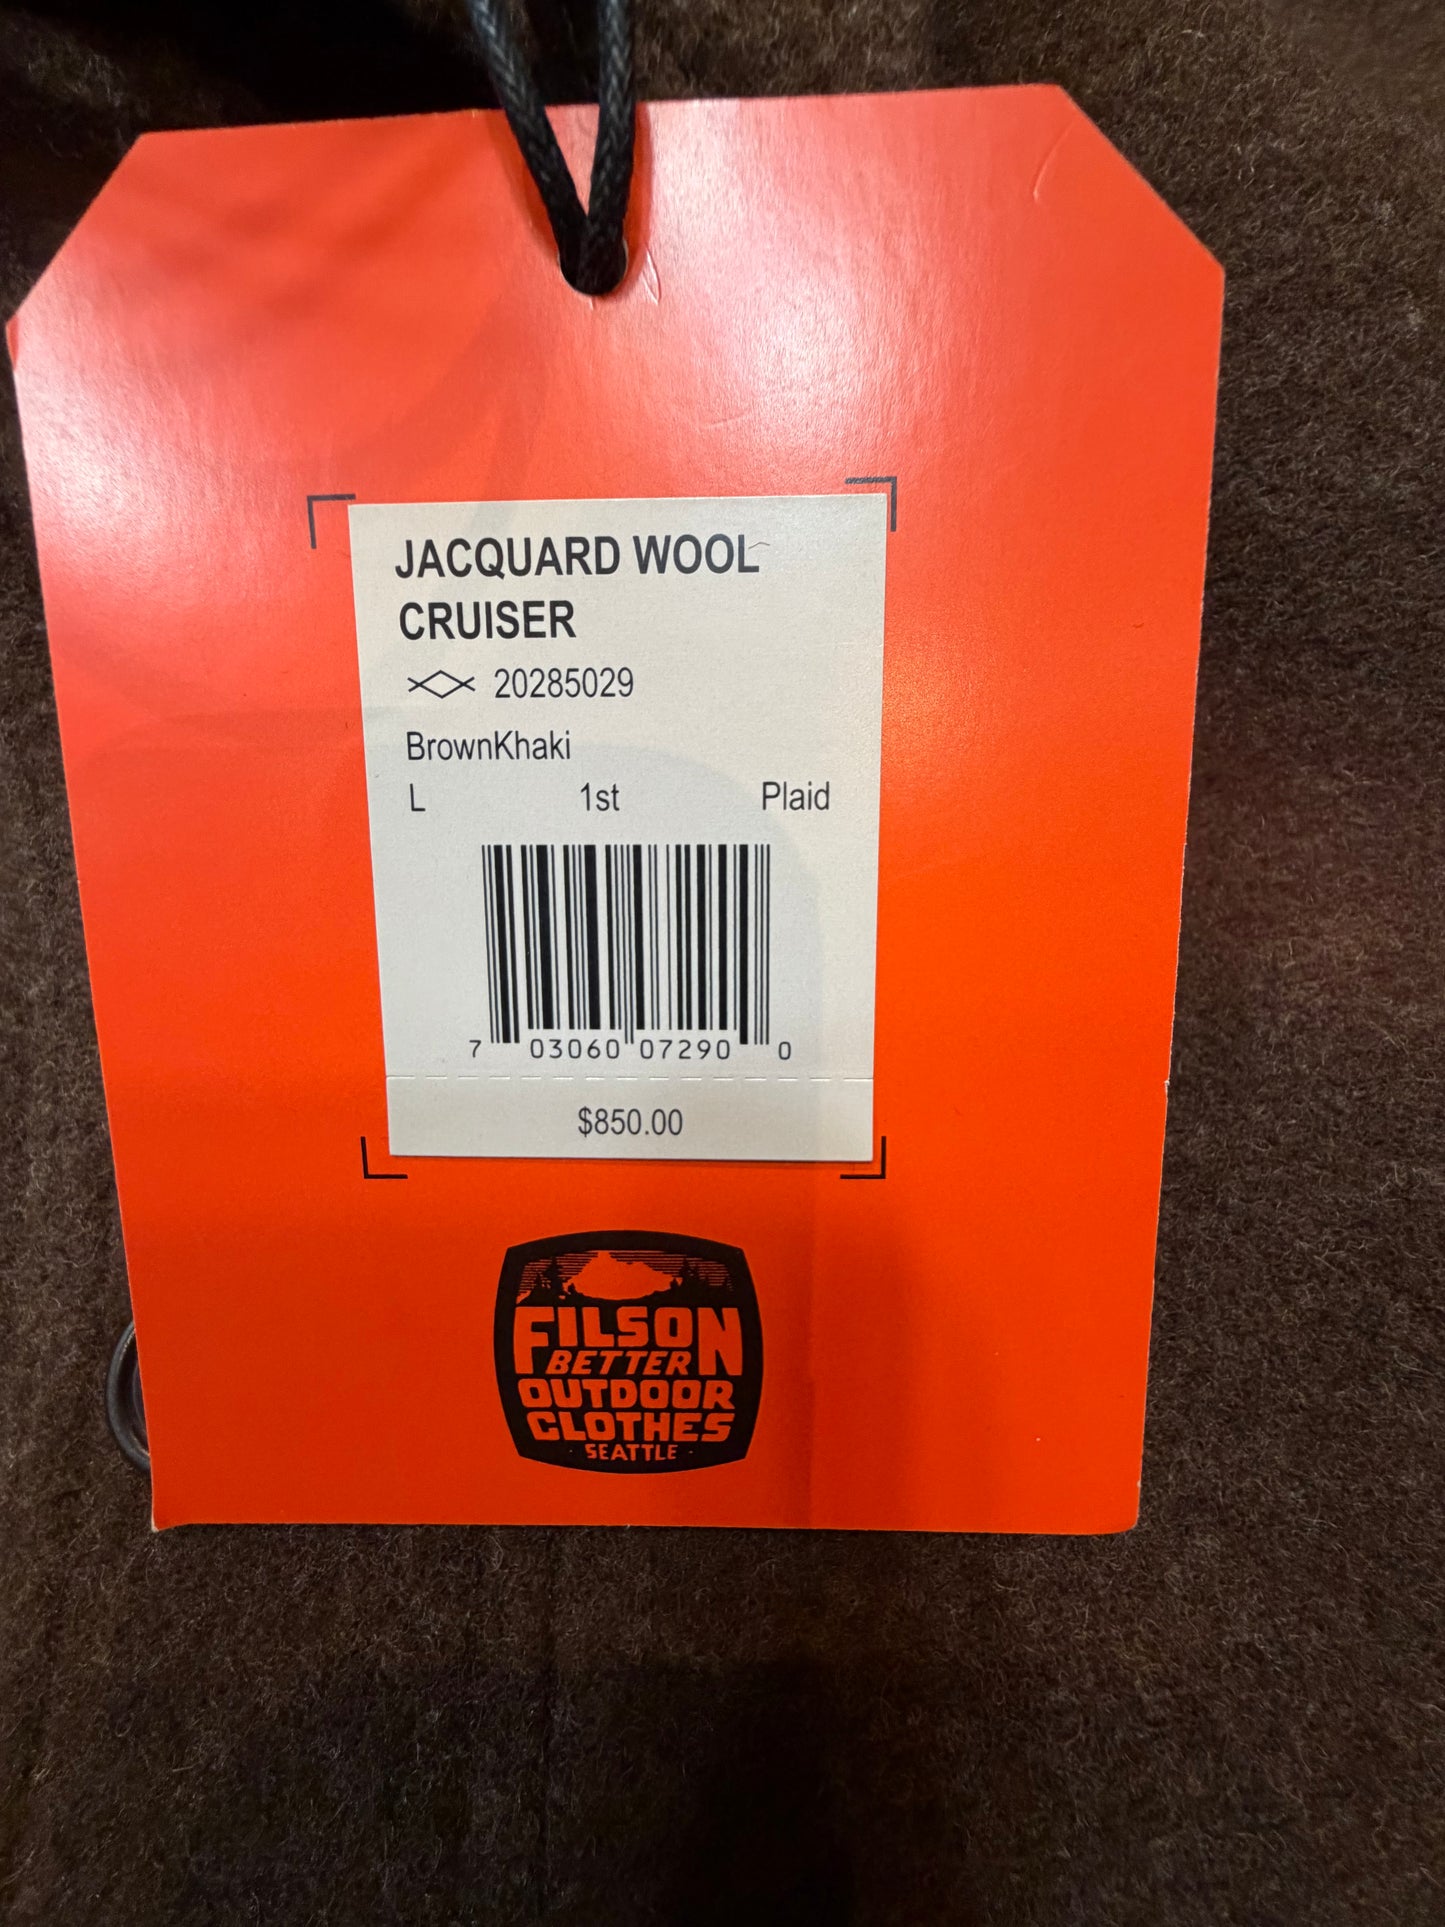 JACQUARD WOOL
CRUISER
20285029
BrownKhaki
L 1st Plaid
7 03060 07290 0
$850.00
FILSON
BETTER
OUTDOOR
CLOTHES
· SEATTLE ·